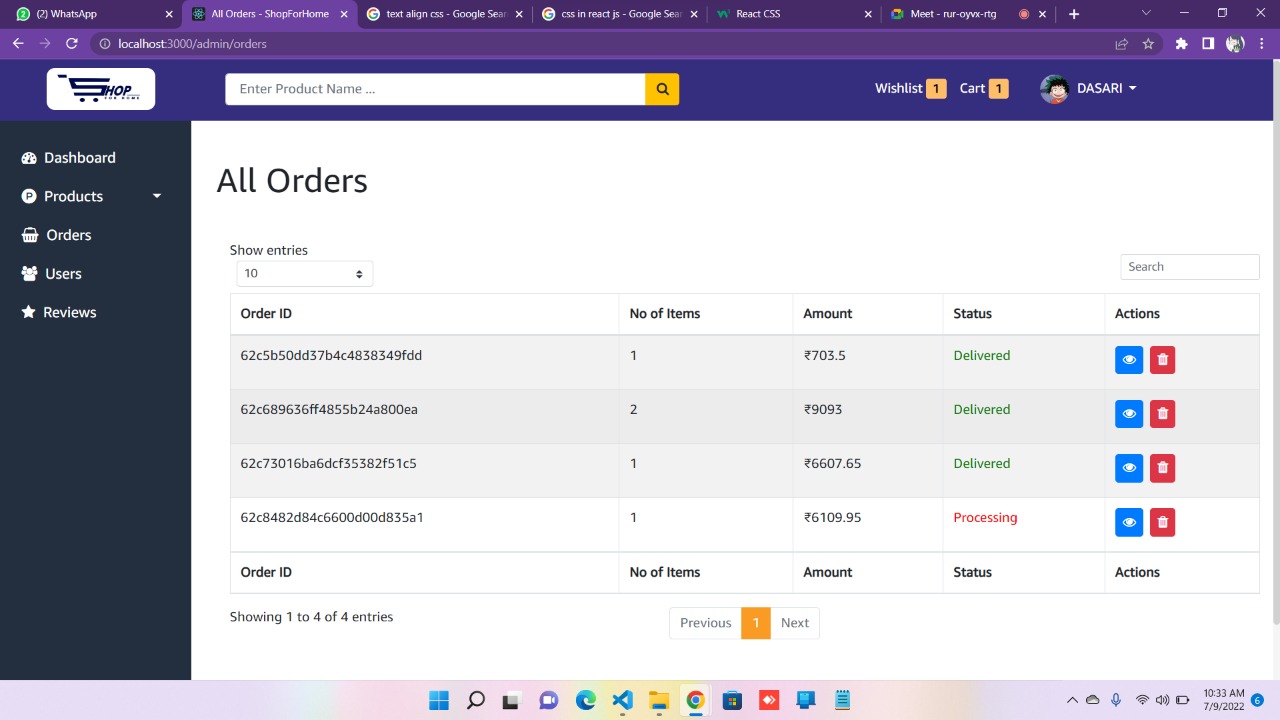 (2) WhatsApp
All Orders - ShopForHome
text align css - Google Sear
css in react js - Google Sear
React CSS
Meet - rur-oyvx-rtg
localhost:3000/admin/orders
SHOP
FOR HOME
Enter Product Name ...
Wishlist 1 Cart 1
DASARI
Dashboard
Products
Orders
Users
Reviews
All Orders
Show entries
10
Search
Order ID No of Items Amount Status Actions
62c5b50dd37b4c4838349fdd 1 ₹703.5 Delivered
62c689636ff4855b24a800ea 2 ₹9093 Delivered
62c73016ba6dcf35382f51c5 1 ₹6607.65 Delivered
62c8482d84c6600d00d835a1 1 ₹6109.95 Processing
Order ID No of Items Amount Status Actions
Showing 1 to 4 of 4 entries
Previous 1 Next
10:33 AM
7/9/2022
6